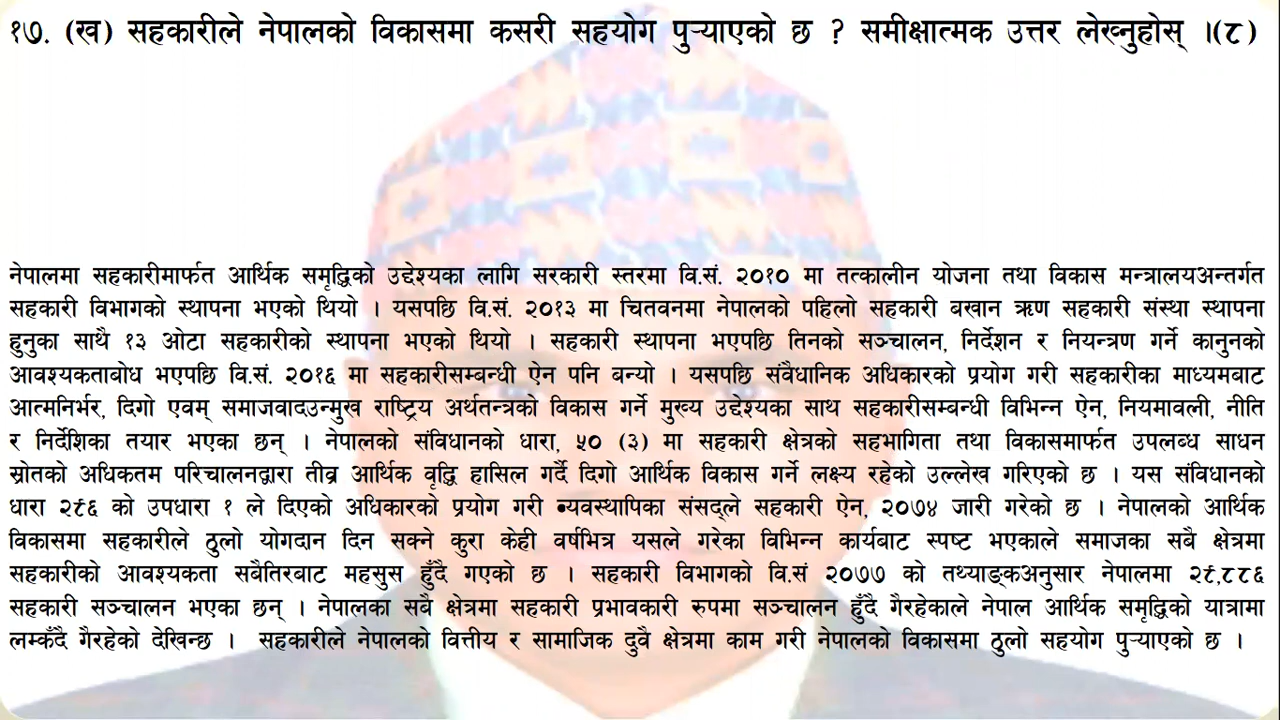 १७. (ख) सहकारीले नेपालको विकासमा कसरी सहयोग पुर्‍याएको छ ? समीक्षात्मक उत्तर लेख्नुहोस् ।(८)
नेपालमा सहकारीमार्फत आर्थिक समृद्धिको उद्देश्यका लागि सरकारी स्तरमा वि.सं. २०१० मा तत्कालीन योजना तथा विकास मन्त्रालयअन्तर्गत
सहकारी विभागको स्थापना भएको थियो । यसपछि वि.सं. २०१३ मा चितवनमा नेपालको पहिलो सहकारी बखान ऋण सहकारी संस्था स्थापना
हुनुका साथै १३ ओटा सहकारीको स्थापना भएको थियो । सहकारी स्थापना भएपछि तिनको सञ्चालन, निर्देशन र नियन्त्रण गर्ने कानुनको
आवश्यकताबोध भएपछि वि.सं. २०१६ मा सहकारीसम्बन्धी ऐन पनि बन्यो । यसपछि संवैधानिक अधिकारको प्रयोग गरी सहकारीका माध्यमबाट
आत्मनिर्भर, दिगो एवम् समाजवादउन्मुख राष्ट्रिय अर्थतन्त्रको विकास गर्ने मुख्य उद्देश्यका साथ सहकारीसम्बन्धी विभिन्न ऐन, नियमावली, नीति
र निर्देशिका तयार भएका छन् । नेपालको संविधानको धारा, ५० (३) मा सहकारी क्षेत्रको सहभागिता तथा विकासमार्फत उपलब्ध साधन
स्रोतको अधिकतम परिचालनद्वारा तीव्र आर्थिक वृद्धि हासिल गर्दै दिगो आर्थिक विकास गर्ने लक्ष्य रहेको उल्लेख गरिएको छ । यस संविधानको
धारा २९६ को उपधारा १ ले दिएको अधिकारको प्रयोग गरी •यवस्थापिका संसद्ले सहकारी ऐन, २०७४ जारी गरेको छ । नेपालको आर्थिक
विकासमा सहकारीले ठुलो योगदान दिन सक्ने कुरा केही वर्षभित्र यसले गरेका विभिन्न कार्यबाट स्पष्ट भएकाले समाजका सबै क्षेत्रमा
सहकारीको आवश्यकता सबैतिरबाट महसुस हुँदै गएको छ । सहकारी विभागको वि.सं २०७७ को तथ्याङ्कअनुसार नेपालमा २९,८८६
सहकारी सञ्चालन भएका छन् । नेपालका सबै क्षेत्रमा सहकारी प्रभावकारी रुपमा सञ्चालन हुँदै गैरहेकाले नेपाल आर्थिक समृद्धिको यात्रामा
लम्कँदै गैरहेको देखिन्छ । सहकारीले नेपालको वित्तीय र सामाजिक दुवै क्षेत्रमा काम गरी नेपालको विकासमा ठुलो सहयोग पुर्‍याएको छ ।